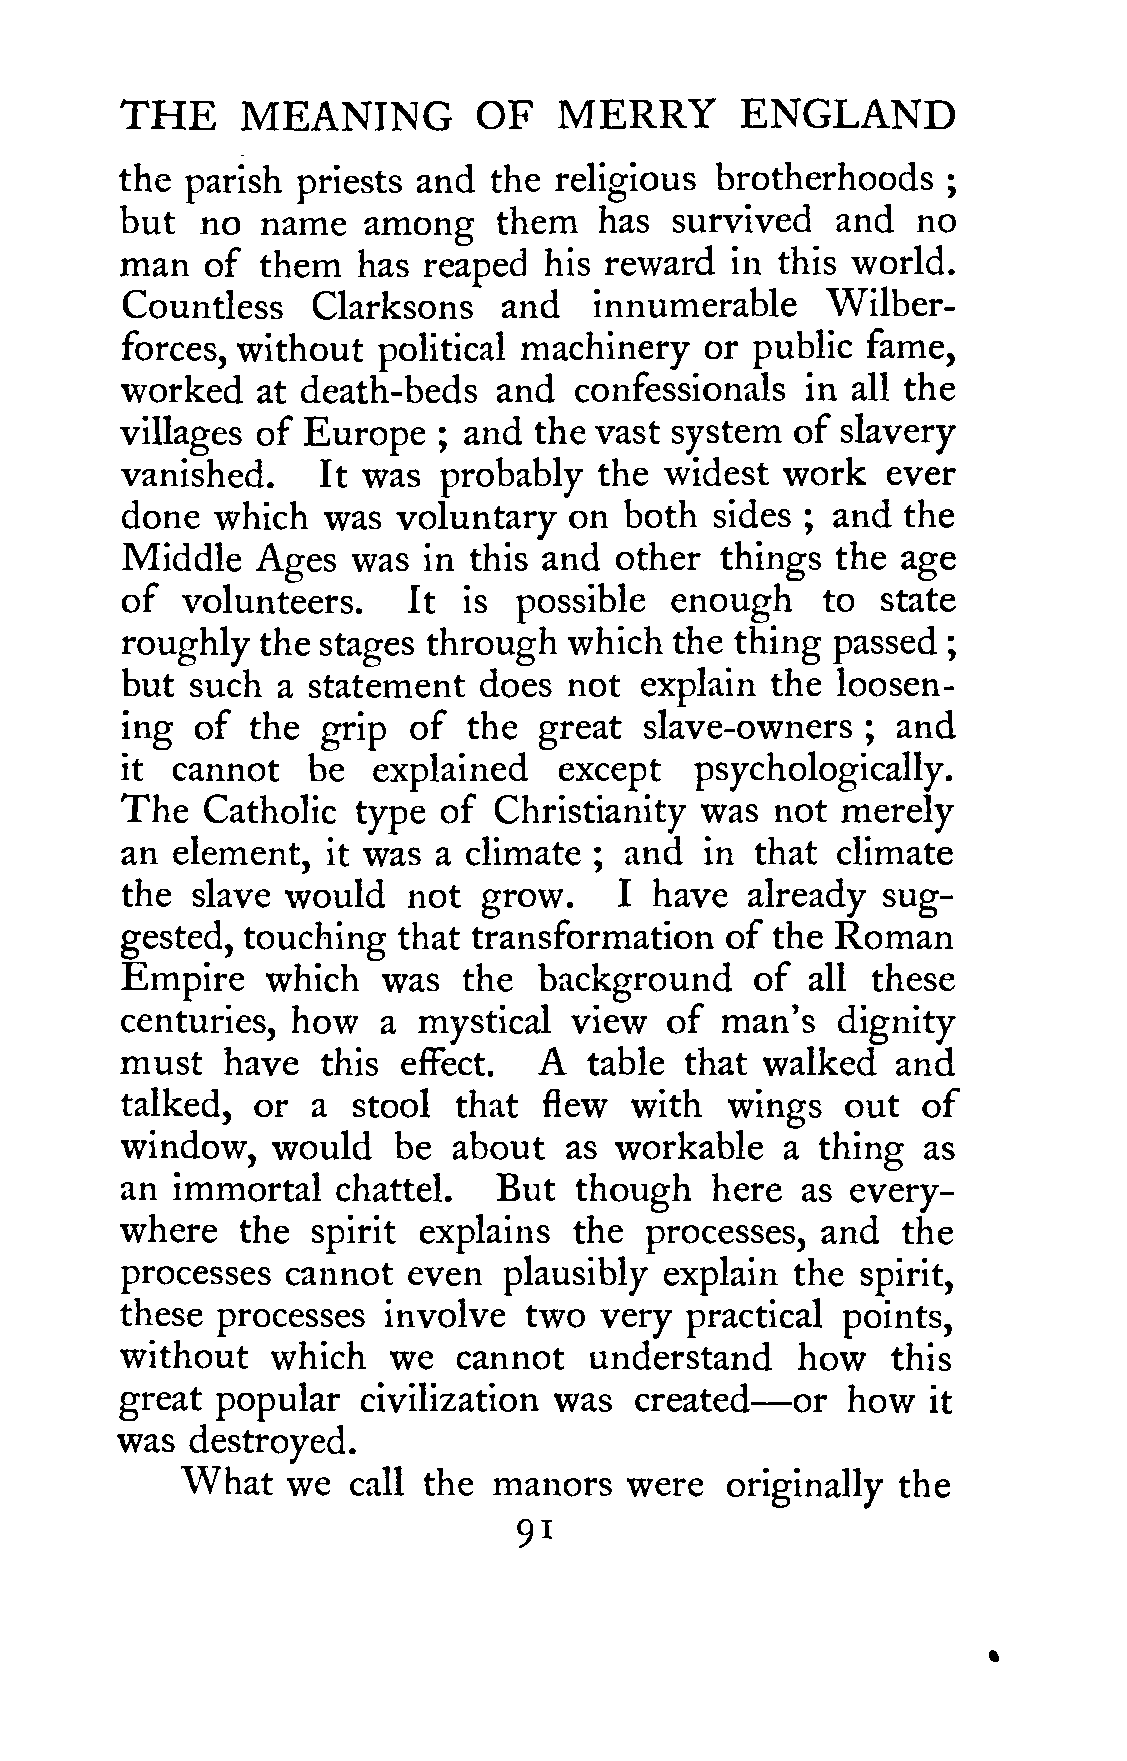 THE MEANING OF MERRY ENGLAND
the parish priests and the religious brotherhoods ;
but no name among them has survived and no
man of them has reaped his reward in this world.
Countless Clarksons and innumerable Wilber-
forces, without political machinery or public fame,
worked at death-beds and confessionals in all the
villages of Europe ; and the vast system of slavery
vanished. It was probably the widest work ever
done which was voluntary on both sides ; and the
Middle Ages was in this and other things the age
of volunteers. It is possible enough to state
roughly the stages through which the thing passed ;
but such a statement does not explain the loosen-
ing of the grip of the great slave-owners ; and
it cannot be explained except psychologically.
The Catholic type of Christianity was not merely
an element, it was a climate ; and in that climate
the slave would not grow. I have already sug-
gested, touching that transformation of the Roman
Empire which was the background of all these
centuries, how a mystical view of man's dignity
must have this effect. A table that walked and
talked, or a stool that flew with wings out of
window, would be about as workable a thing as
an immortal chattel. But though here as every-
where the spirit explains the processes, and the
processes cannot even plausibly explain the spirit,
these processes involve two very practical points,
without which we cannot understand how this
great popular civilization was created—or how it
was destroyed.
What we call the manors were originally the
91